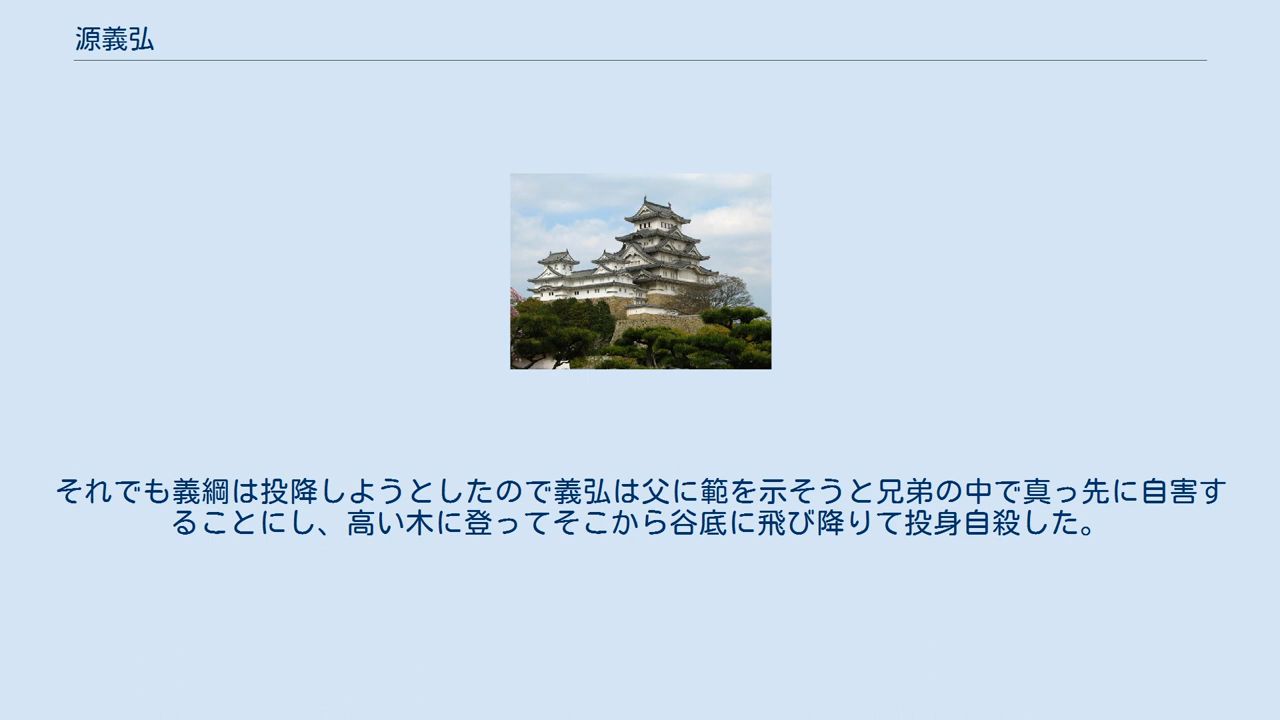 源義弘
それでも義綱は投降しようとしたので義弘は父に範を示そうと兄弟の中で真っ先に自害す
ることにし、高い木に登ってそこから谷底に飛び降りて投身自殺した。